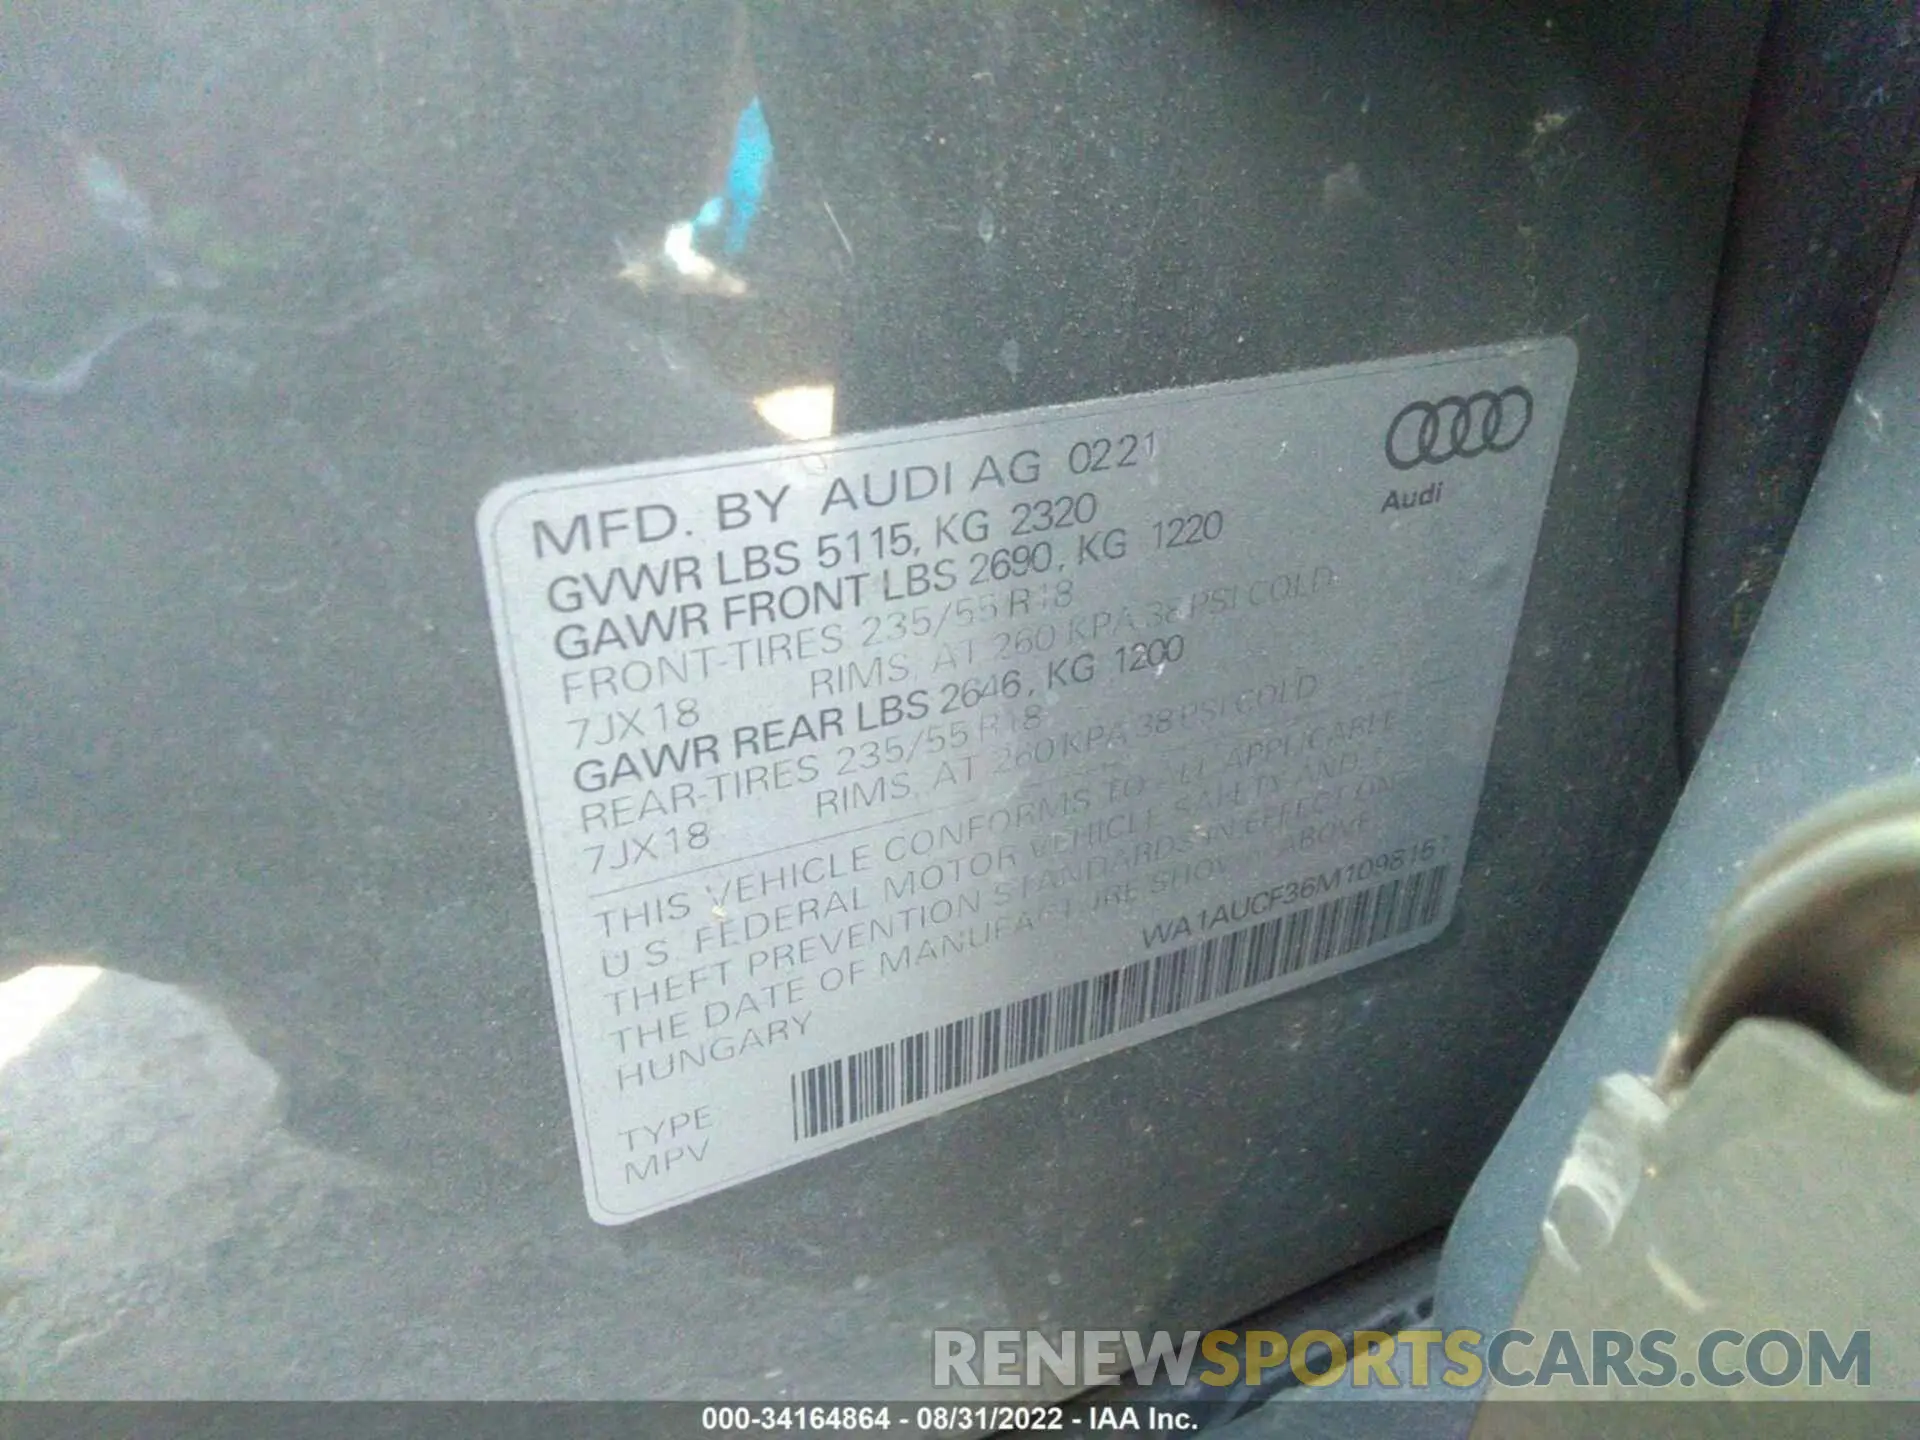 MFD. BY AUDI AG 0221
Audi
GVWR LBS 5115, KG 2320
GAWR FRONT LBS 2690, KG 1220
FRONT-TIRES 235/55 R18
7JX18 RIMS, AT 260 KPA 38 PSI COLD
GAWR REAR LBS 2646, KG 1200
REAR-TIRES 235/55 R18
7JX18 RIMS, AT 260 KPA 38 PSI COLD
THIS VEHICLE CONFORMS TO ALL APPLICABLE
U.S. FEDERAL MOTOR VEHICLE SAFETY AND
THEFT PREVENTION STANDARDS IN EFFECT ON
THE DATE OF MANUFACTURE SHOWN ABOVE
HUNGARY
WA1AUCF36M1098151
TYPE
MPV
RENEWSPORTSCARS.COM
000-34164864 - 08/31/2022 - IAA Inc.